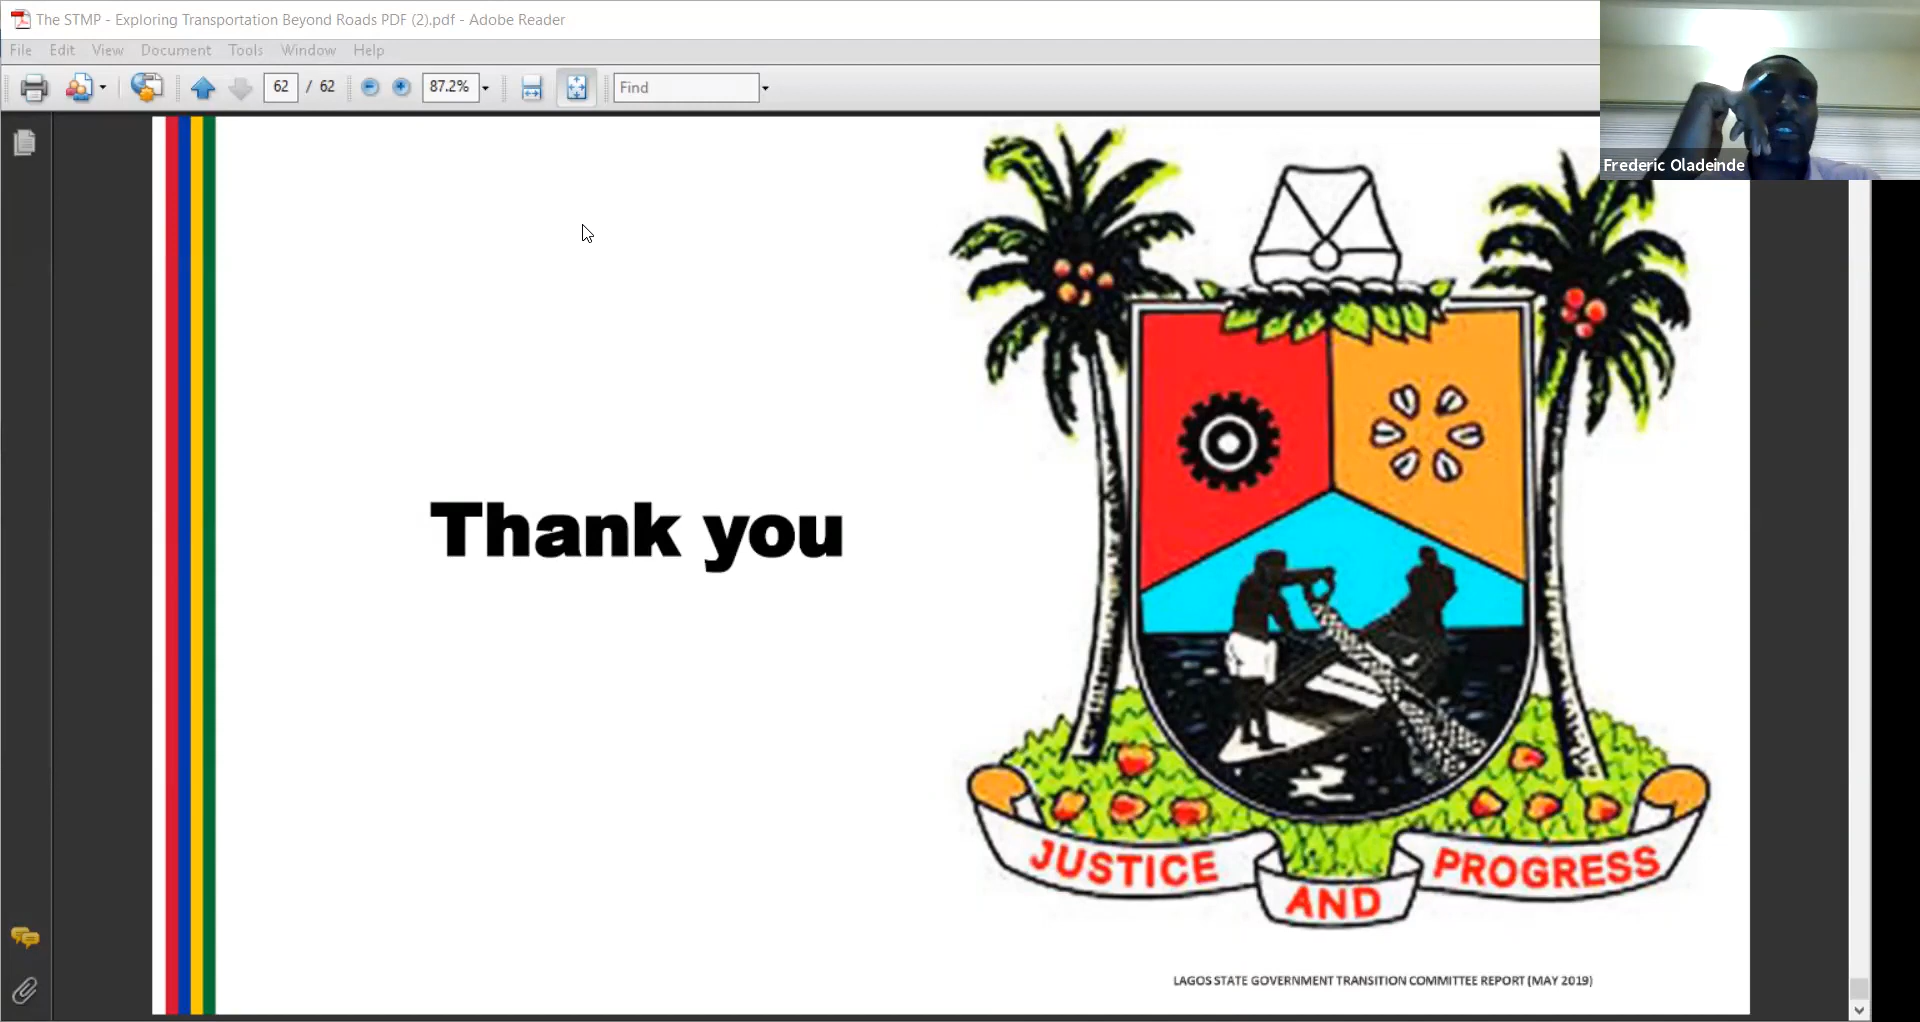 The STMP - Exploring Transportation Beyond Roads PDF (2).pdf - Adobe Reader
File Edit View Document Tools Window Help
62 / 62 87.2% Find
Frederic Oladeinde
Thank you
JUSTICE AND PROGRESS
LAGOS STATE GOVERNMENT TRANSITION COMMITTEE REPORT (MAY 2019)